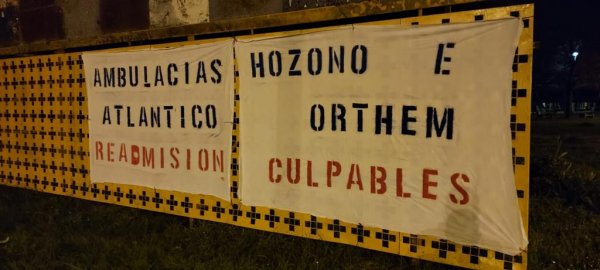 AMBULACIAS
ATLANTICO
READMISION
HOZONO E
ORTHEM
CULPABLES